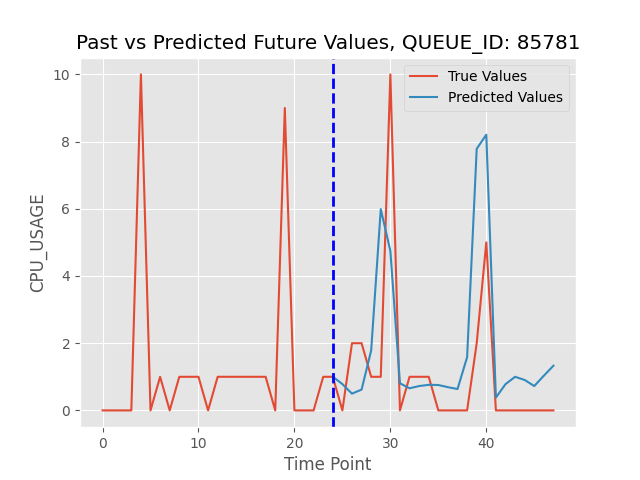 Past vs Predicted Future Values, QUEUE_ID: 85781
True Values
Predicted Values
10
8
6
4
2
0
CPU_USAGE
0 10 20 30 40
Time Point